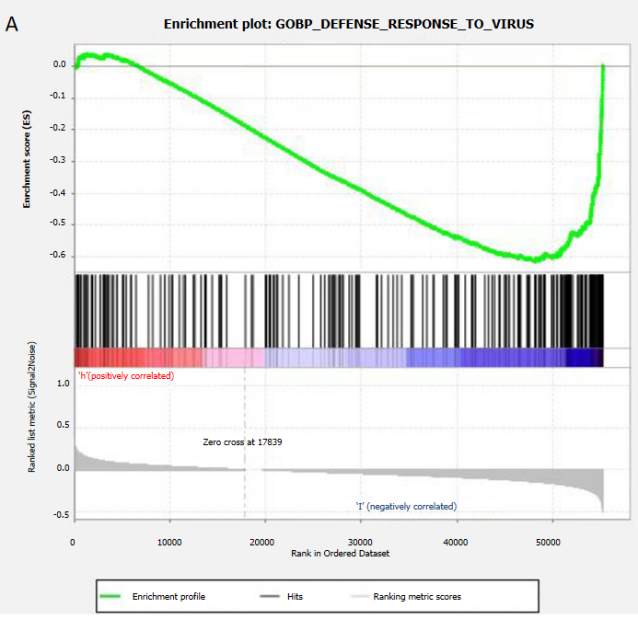 A
Enrichment plot: GOBP_DEFENSE_RESPONSE_TO_VIRUS
Enrchment score (ES)
0.0
-0.1
-0.2
-0.3
-0.4
-0.5
-0.6
'h'(positively correlated)
Ranked list metric (Signal2Noise)
1.0
0.5
0.0
-0.5
Zero cross at 17839
'I' (negatively correlated)
0 10000 20000 30000 40000 50000
Rank in Ordered Dataset
Enrichment profile Hits Ranking metric scores